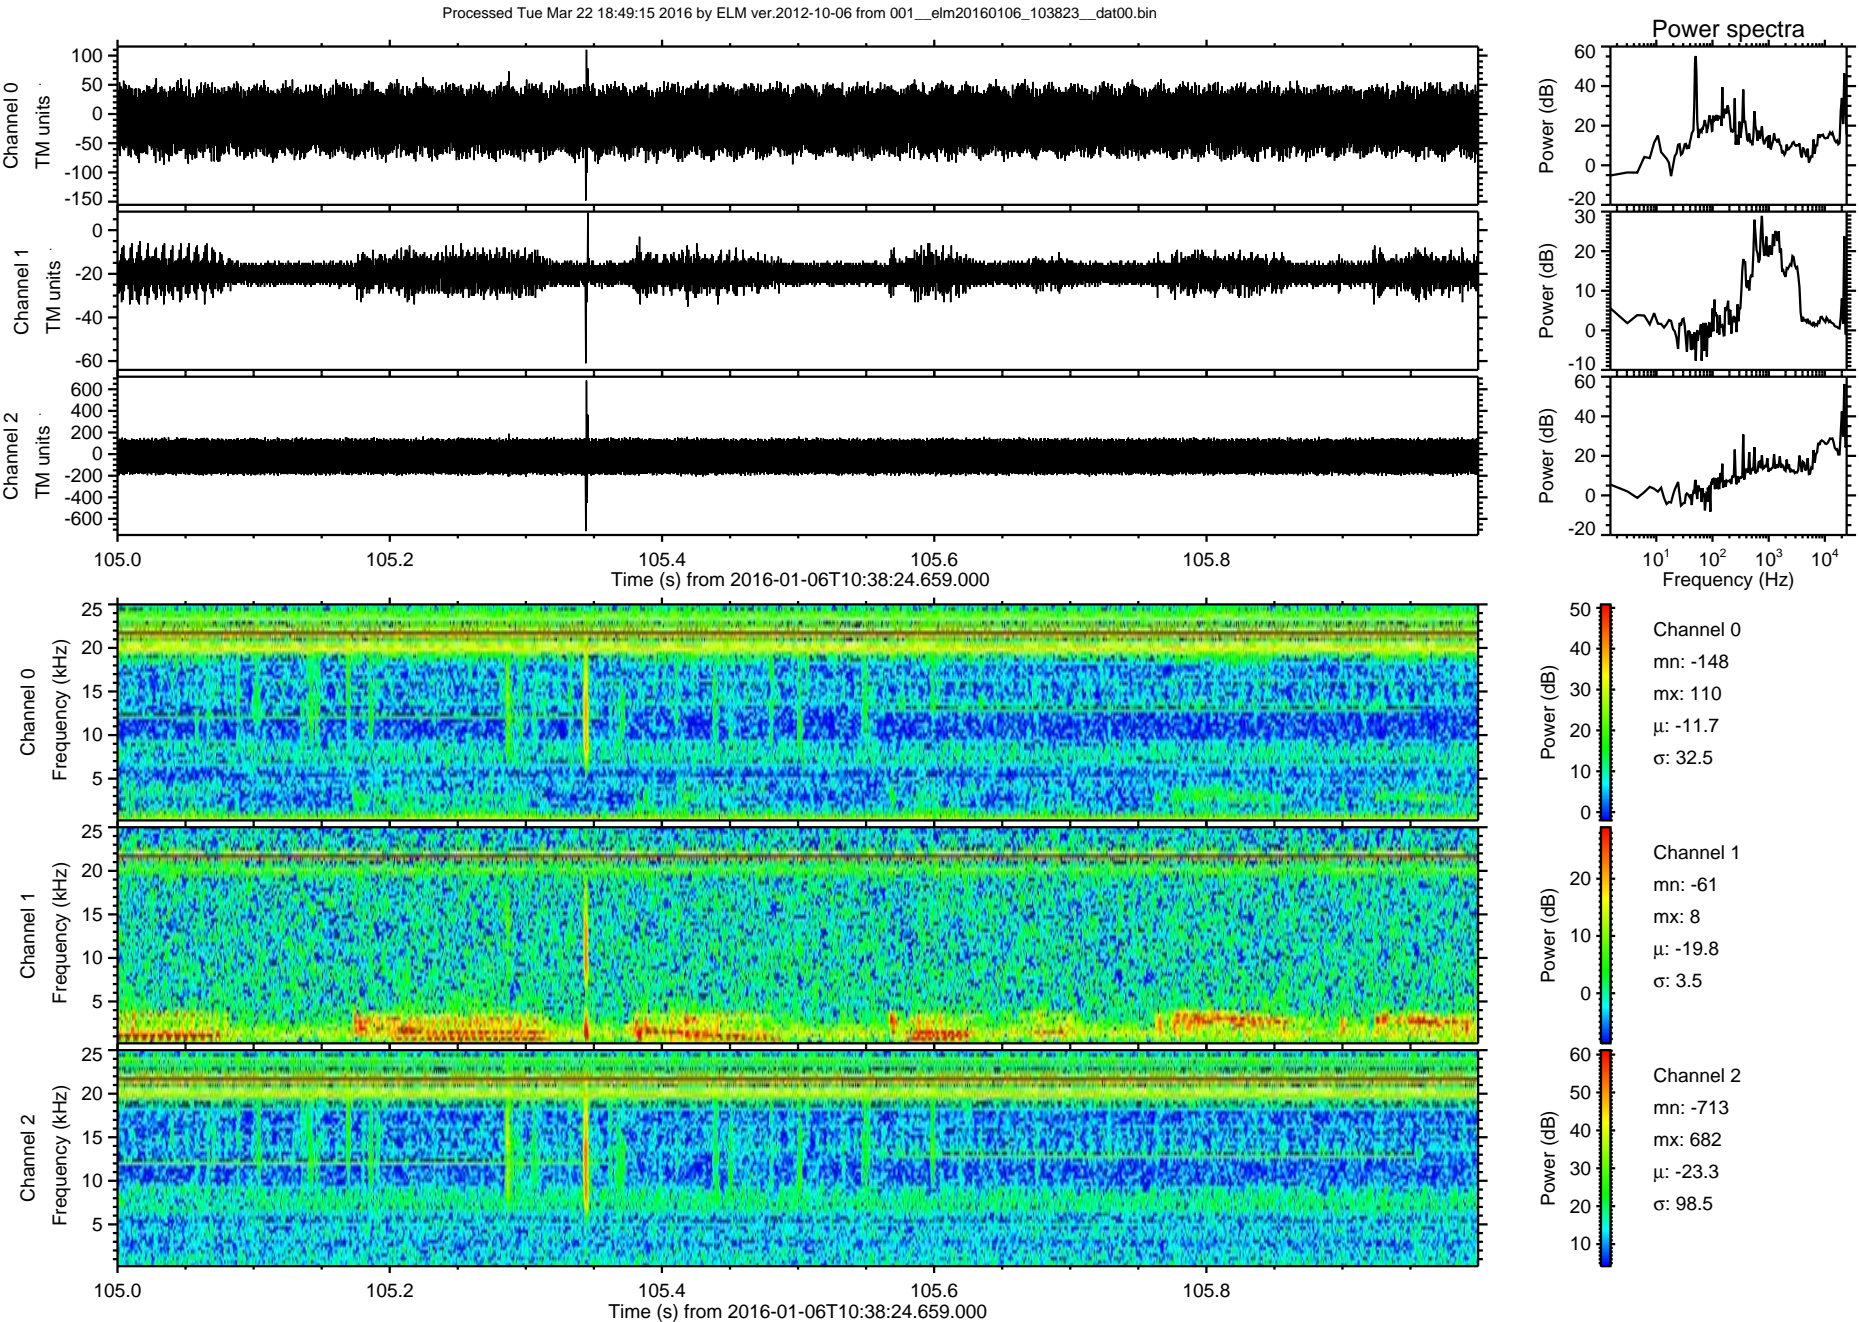 Processed Tue Mar 22 18:49:15 2016 by ELM ver.2012-10-06 from 001__elm20160106_103823__dat00.bin
Power spectra
Channel 0
TM units
100
50
0
-50
-100
-150
Power (dB)
60
40
20
0
-20
Channel 1
TM units
0
-20
-40
-60
Power (dB)
30
20
10
0
-10
Channel 2
TM units
600
400
200
0
-200
-400
-600
Power (dB)
60
40
20
0
-20
105.0 105.2 105.4 105.6 105.8
Time (s) from 2016-01-06T10:38:24.659.000
10¹ 10² 10³ 10⁴
Frequency (Hz)
Channel 0
Frequency (kHz)
25
20
15
10
5
Power (dB)
50
40
30
20
10
0
Channel 0
mn: -148
mx: 110
μ: -11.7
σ: 32.5
Channel 1
Frequency (kHz)
25
20
15
10
5
Power (dB)
20
10
0
Channel 1
mn: -61
mx: 8
μ: -19.8
σ: 3.5
Channel 2
Frequency (kHz)
25
20
15
10
5
Power (dB)
60
50
40
30
20
10
Channel 2
mn: -713
mx: 682
μ: -23.3
σ: 98.5
105.0 105.2 105.4 105.6 105.8
Time (s) from 2016-01-06T10:38:24.659.000